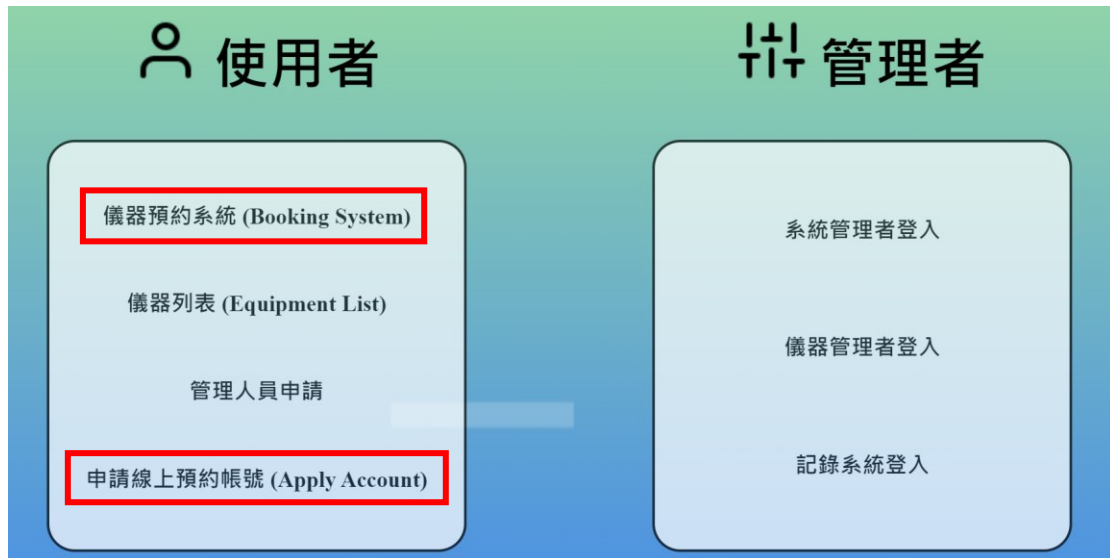 使用者
儀器預約系統 (Booking System)
儀器列表 (Equipment List)
管理人員申請
申請線上預約帳號 (Apply Account)
管理者
系統管理者登入
儀器管理者登入
記錄系統登入